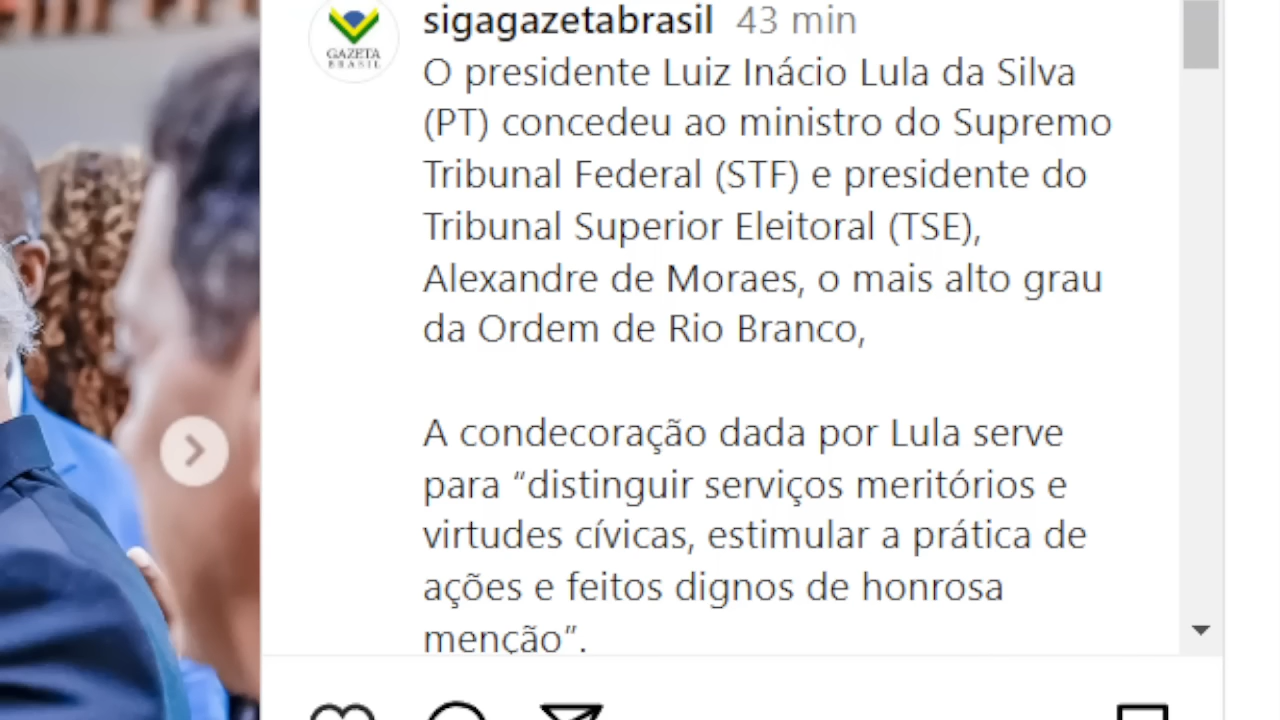 sigagazetabrasil 43 min
GAZETA
BRASIL
O presidente Luiz Inácio Lula da Silva
(PT) concedeu ao ministro do Supremo
Tribunal Federal (STF) e presidente do
Tribunal Superior Eleitoral (TSE),
Alexandre de Moraes, o mais alto grau
da Ordem de Rio Branco,
A condecoração dada por Lula serve
para “distinguir serviços meritórios e
virtudes cívicas, estimular a prática de
ações e feitos dignos de honrosa
menção”.